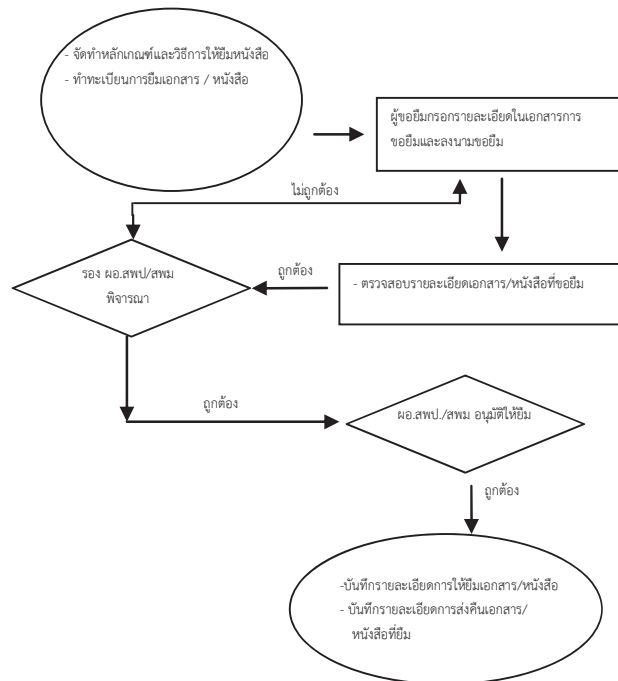 - จัดทำหลักเกณฑ์และวิธีการให้ยืมหนังสือ
- ทำทะเบียนการยืมเอกสาร / หนังสือ
ผู้ขอยืมกรอกรายละเอียดในเอกสารการ
ขอยืมและลงนามขอยืม
ไม่ถูกต้อง
รอง ผอ.สพป/สพม
พิจารณา
ถูกต้อง
- ตรวจสอบรายละเอียดเอกสาร/หนังสือที่ขอยืม
ถูกต้อง
ผอ.สพป./สพม อนุมัติให้ยืม
ถูกต้อง
-บันทึกรายละเอียดการให้ยืมเอกสาร/หนังสือ
- บันทึกรายละเอียดการส่งคืนเอกสาร/
หนังสือที่ยืม